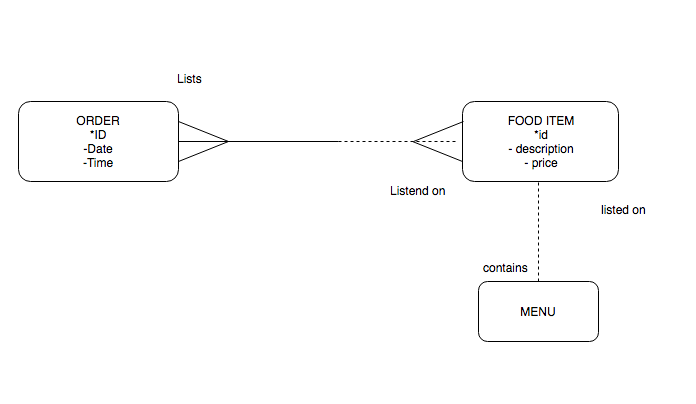 Lists
ORDER
*ID
-Date
-Time
FOOD ITEM
*id
- description
- price
Listend on
listed on
contains
MENU